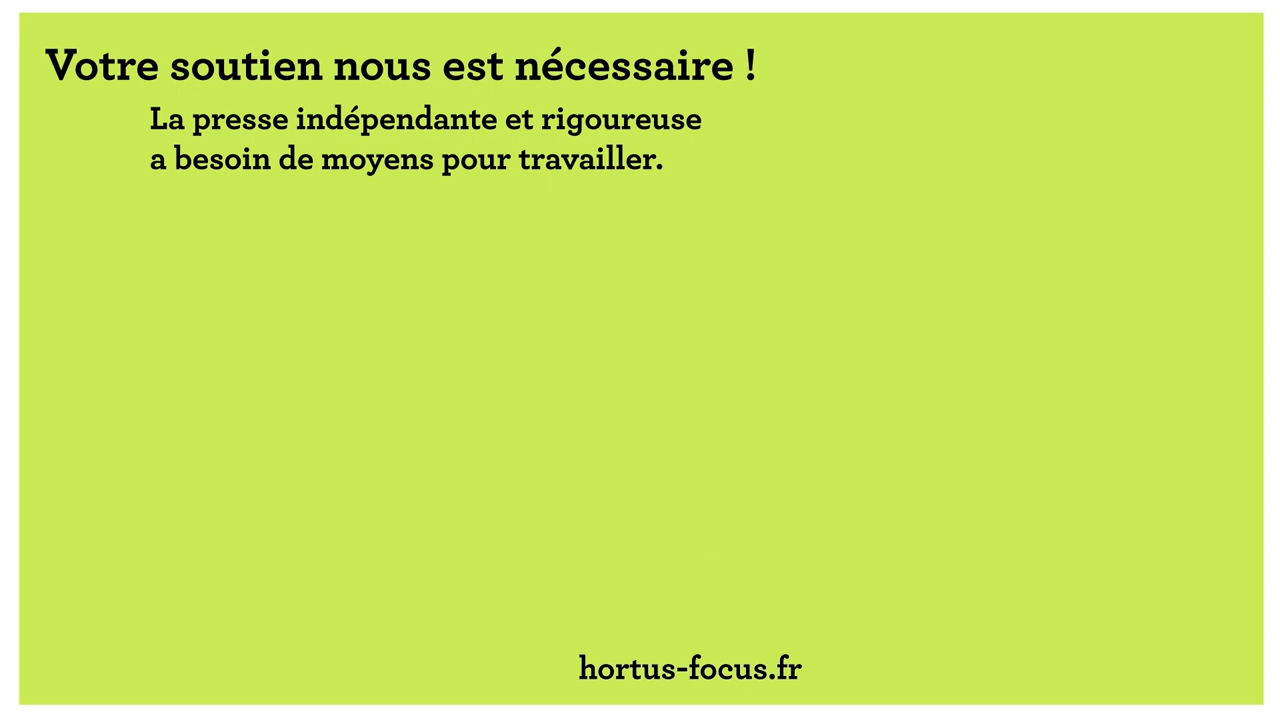 Votre soutien nous est nécessaire !
La presse indépendante et rigoureuse
a besoin de moyens pour travailler.
hortus-focus.fr